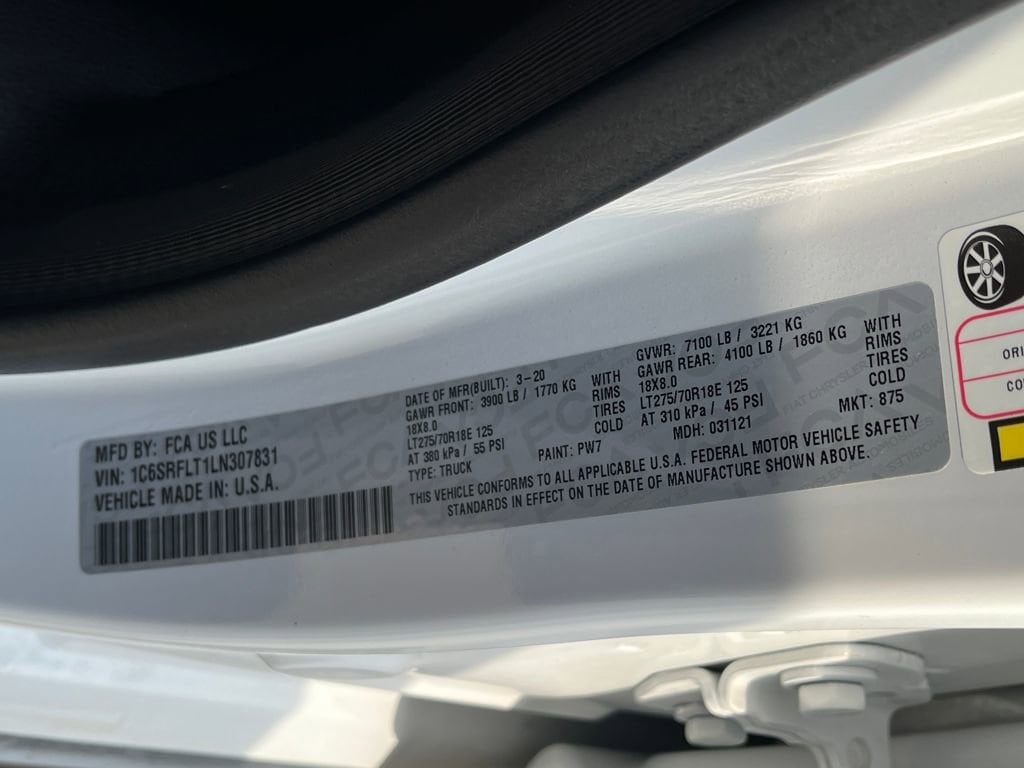 MFD BY: FCA US LLC
VIN: 1C6SRFLT1LN307831
VEHICLE MADE IN: U.S.A.
DATE OF MFR(BUILT): 3-20
GAWR FRONT: 3900 LB / 1770 KG WITH
18X8.0 RIMS
LT275/70R18E 125 TIRES
AT 380 kPa / 55 PSI COLD
TYPE: TRUCK
PAINT: PW7
GVWR: 7100 LB / 3221 KG
GAWR REAR: 4100 LB / 1860 KG WITH
18X8.0 RIMS
LT275/70R18E 125 TIRES
AT 310 kPa / 45 PSI COLD
MDH: 031121 MKT: 875
THIS VEHICLE CONFORMS TO ALL APPLICABLE U.S.A. FEDERAL MOTOR VEHICLE SAFETY
STANDARDS IN EFFECT ON THE DATE OF MANUFACTURE SHOWN ABOVE.
ORI
CO